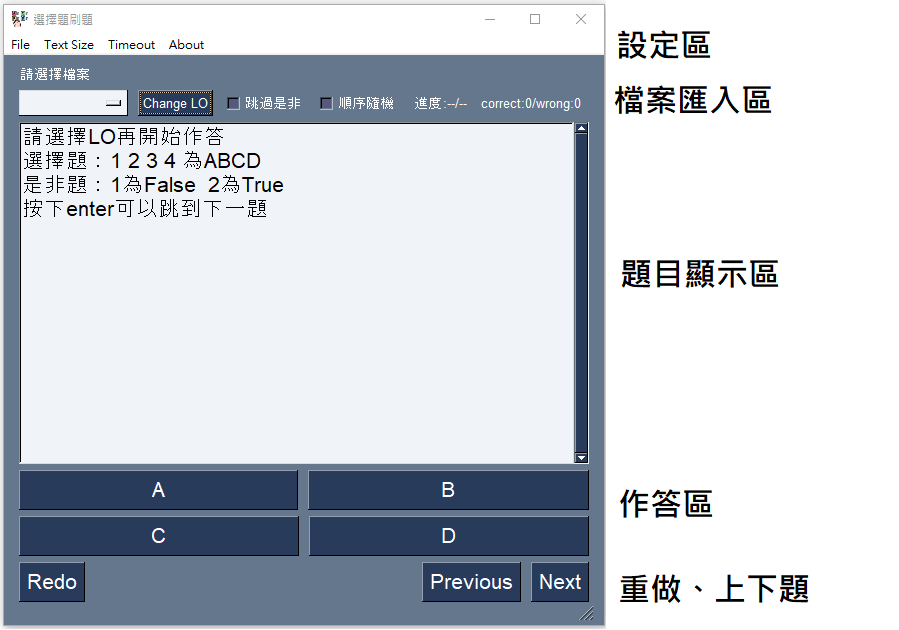 選擇題刷題
File Text Size Timeout About
設定區
請選擇檔案
Change LO 跳過是非 順序隨機 進度:--/-- correct:0/wrong:0
檔案匯入區
請選擇LO再開始作答
選擇題：1 2 3 4 為ABCD
是非題：1為False 2為True
按下enter可以跳到下一題
題目顯示區
A B
C D
作答區
Redo Previous Next
重做、上下題